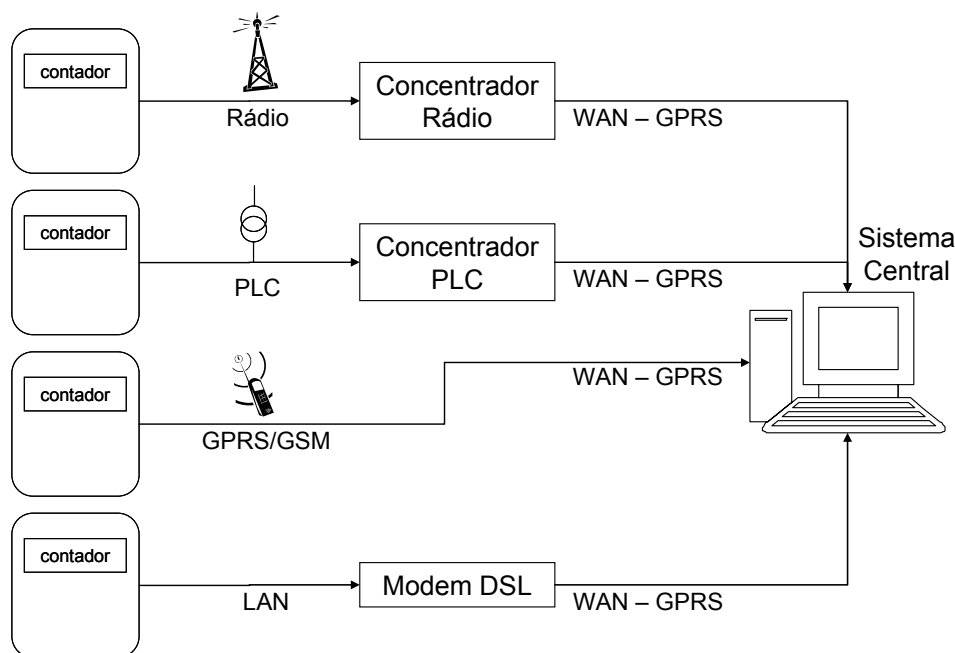 contador
Rádio
Concentrador
Rádio
WAN – GPRS
contador
PLC
Concentrador
PLC
WAN – GPRS
Sistema
Central
contador
GPRS/GSM
WAN – GPRS
contador
LAN
Modem DSL
WAN – GPRS